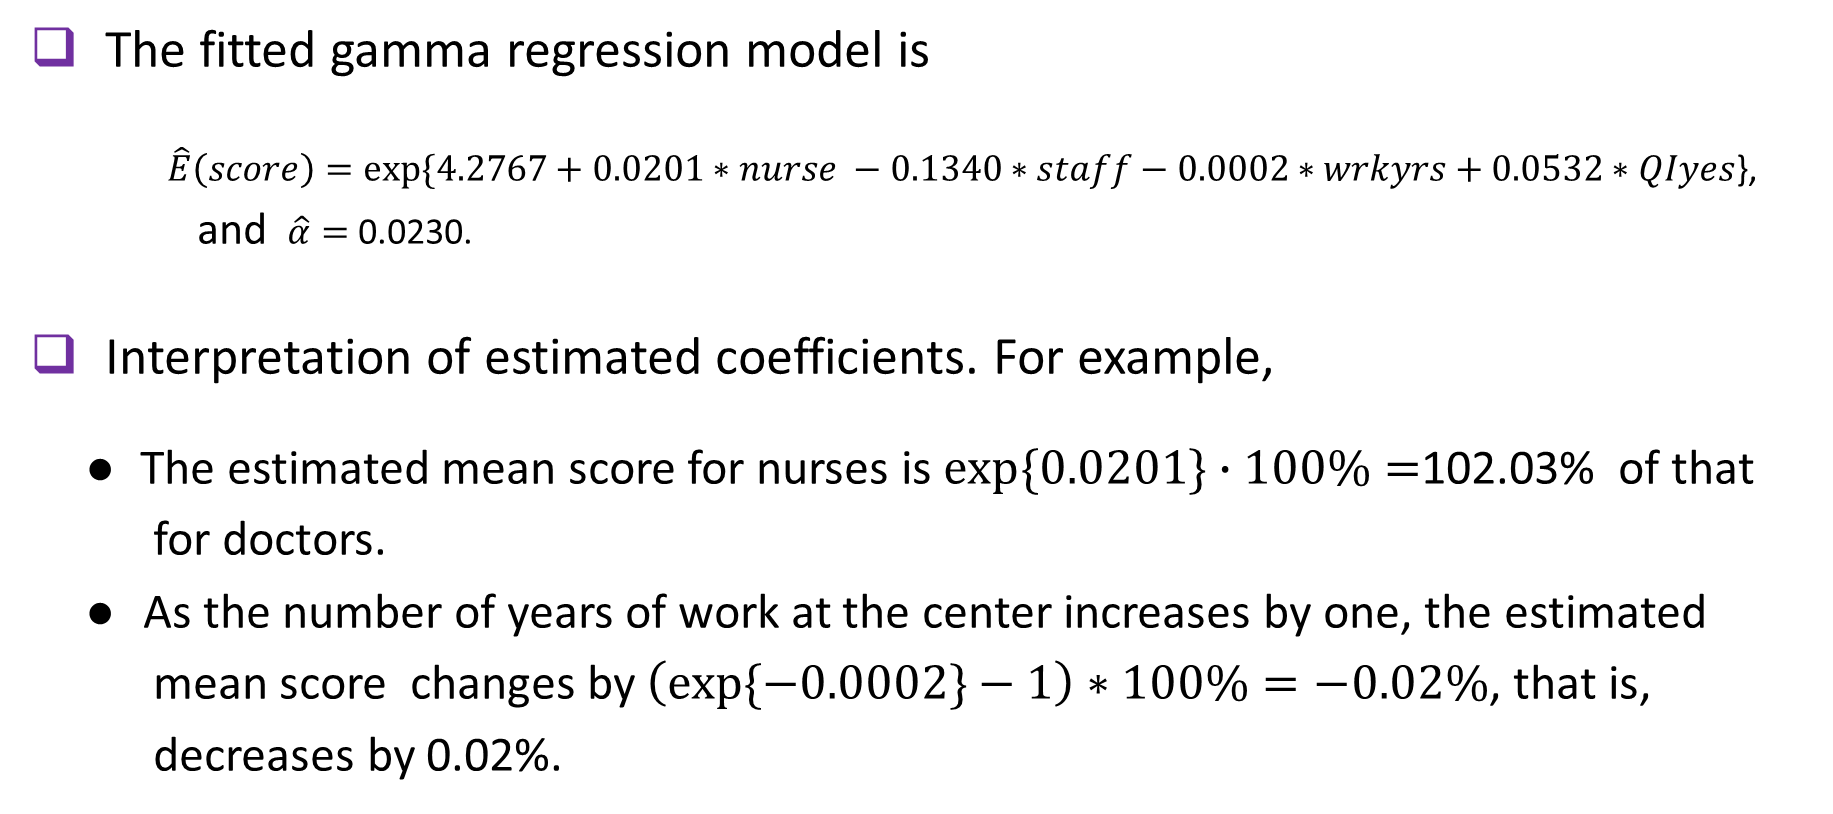 ❑ The fitted gamma regression model is
Ê(score) = exp{4.2767 + 0.0201 * nurse − 0.1340 * staff − 0.0002 * wrkyrs + 0.0532 * QIyes},
and α̂ = 0.0230.
❑ Interpretation of estimated coefficients. For example,
● The estimated mean score for nurses is exp{0.0201} · 100% =102.03% of that
for doctors.
● As the number of years of work at the center increases by one, the estimated
mean score changes by (exp{−0.0002} − 1) * 100% = −0.02%, that is,
decreases by 0.02%.